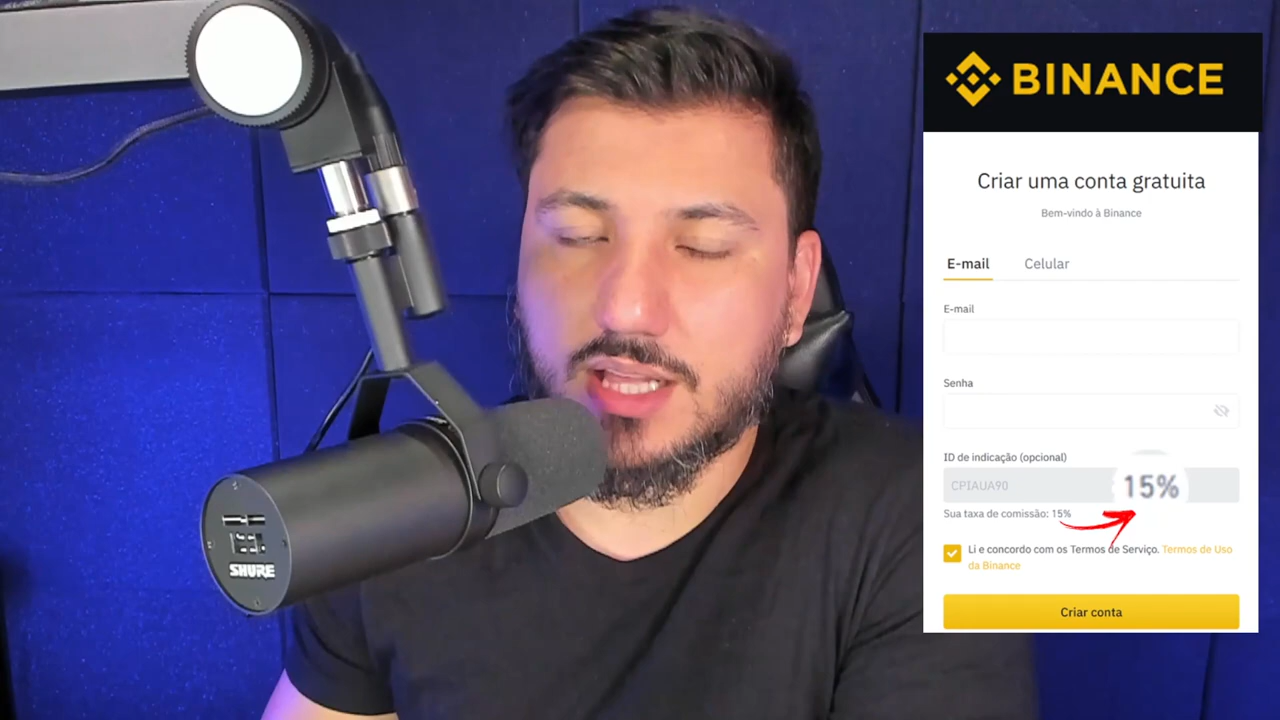 BINANCE
Criar uma conta gratuita
Bem-vindo à Binance
E-mail Celular
E-mail
Senha
ID de indicação (opcional)
CPIAUA90 15%
Sua taxa de comissão: 15%
Li e concordo com os Termos de Serviço. Termos de Uso
da Binance
Criar conta
SHURE